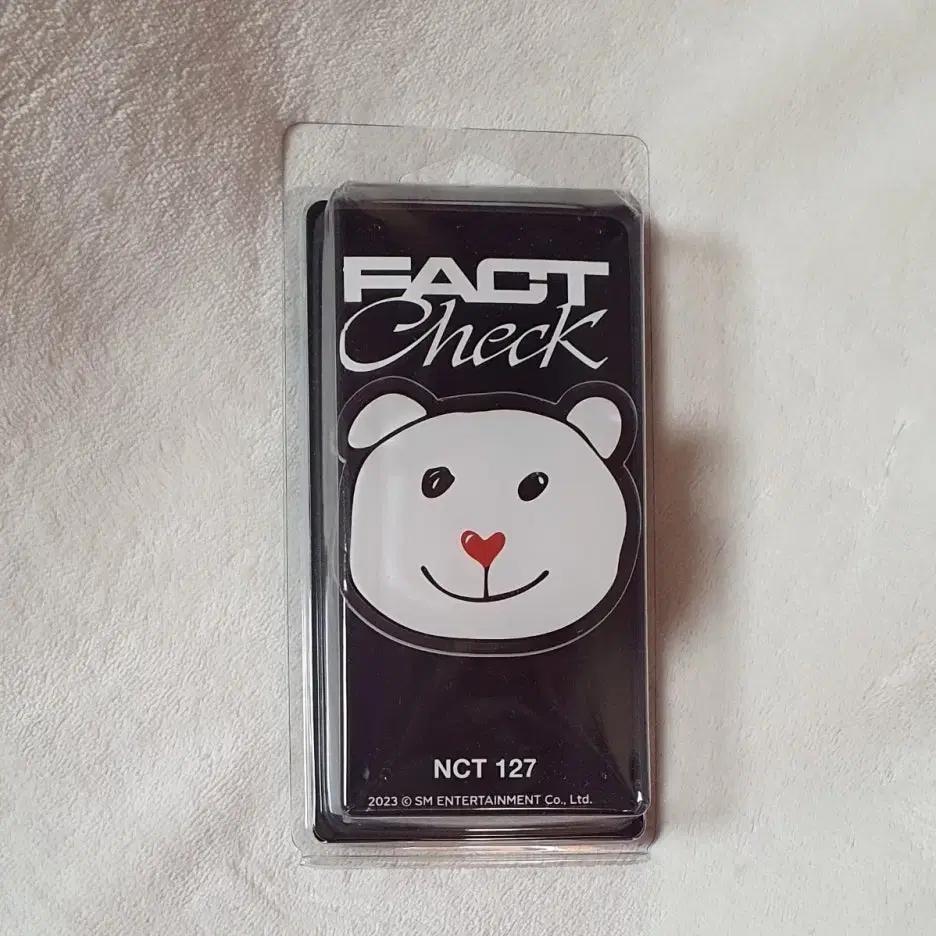 FACT
Check
NCT 127
2023 © SM ENTERTAINMENT Co., Ltd.